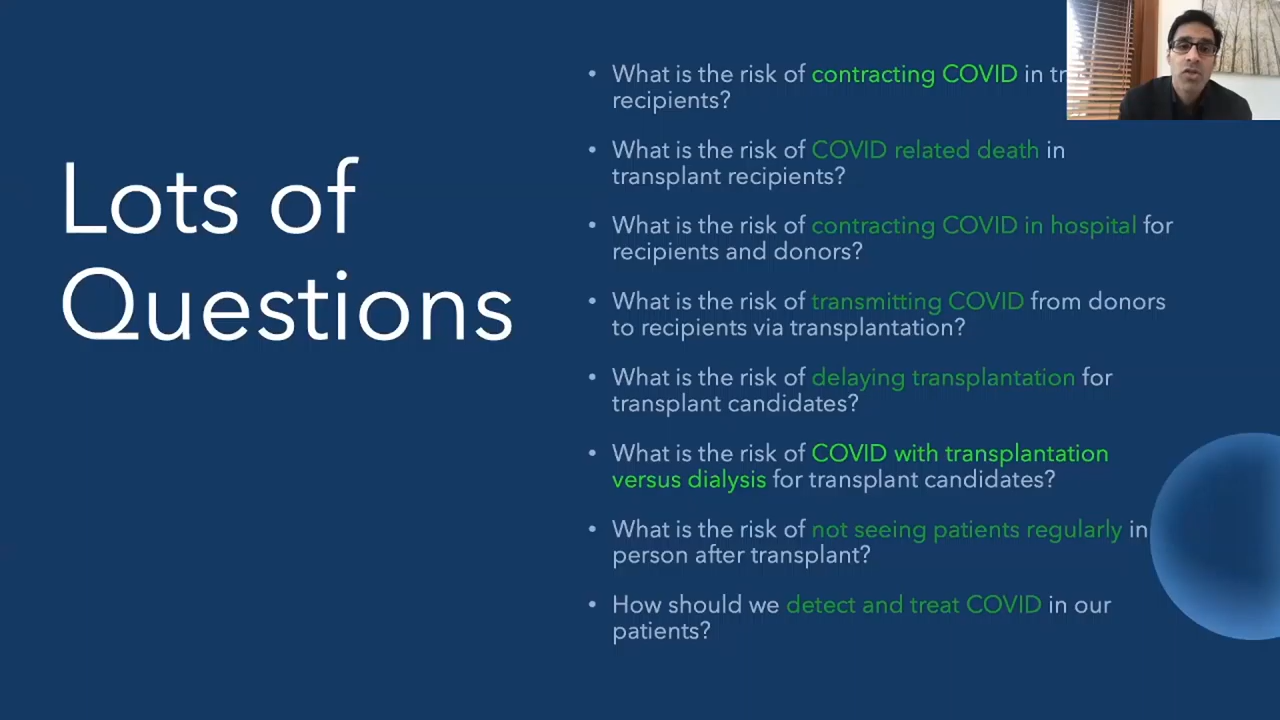 Lots of
Questions
• What is the risk of contracting COVID in
recipients?
• What is the risk of COVID related death in
transplant recipients?
• What is the risk of contracting COVID in hospital for
recipients and donors?
• What is the risk of transmitting COVID from donors
to recipients via transplantation?
• What is the risk of delaying transplantation for
transplant candidates?
• What is the risk of COVID with transplantation
versus dialysis for transplant candidates?
• What is the risk of not seeing patients regularly in
person after transplant?
• How should we detect and treat COVID in our
patients?